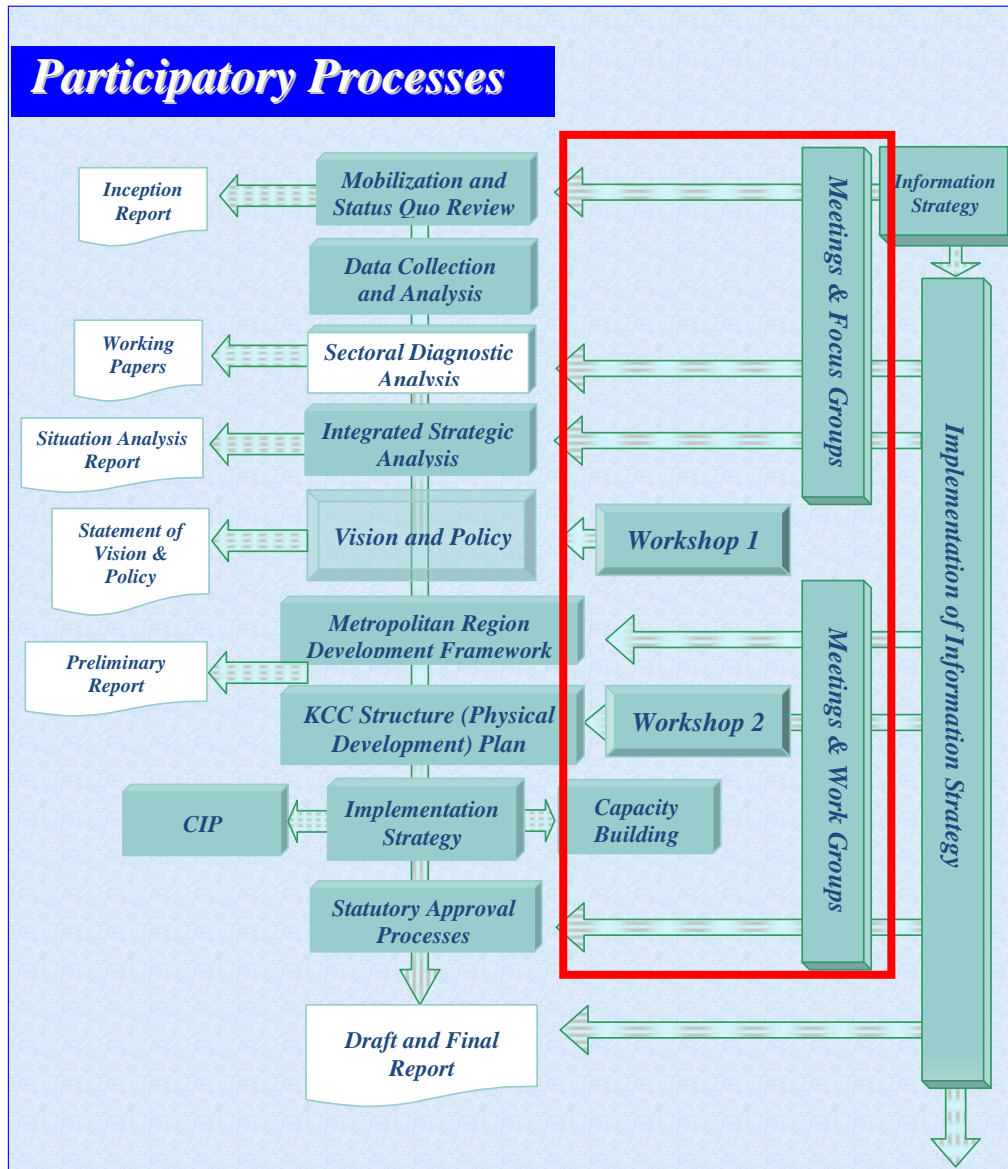 Participatory Processes
Inception
Report
Mobilization and
Status Quo Review
Information
Strategy
Meetings & Focus Groups
Data Collection
and Analysis
Working
Papers
Sectoral Diagnostic
Analysis
Situation Analysis
Report
Integrated Strategic
Analysis
Implementation of Information Strategy
Statement of
Vision &
Policy
Vision and Policy
Workshop 1
Metropolitan Region
Development Framework
Meetings & Work Groups
Preliminary
Report
KCC Structure (Physical
Development) Plan
Workshop 2
CIP
Implementation
Strategy
Capacity
Building
Statutory Approval
Processes
Draft and Final
Report